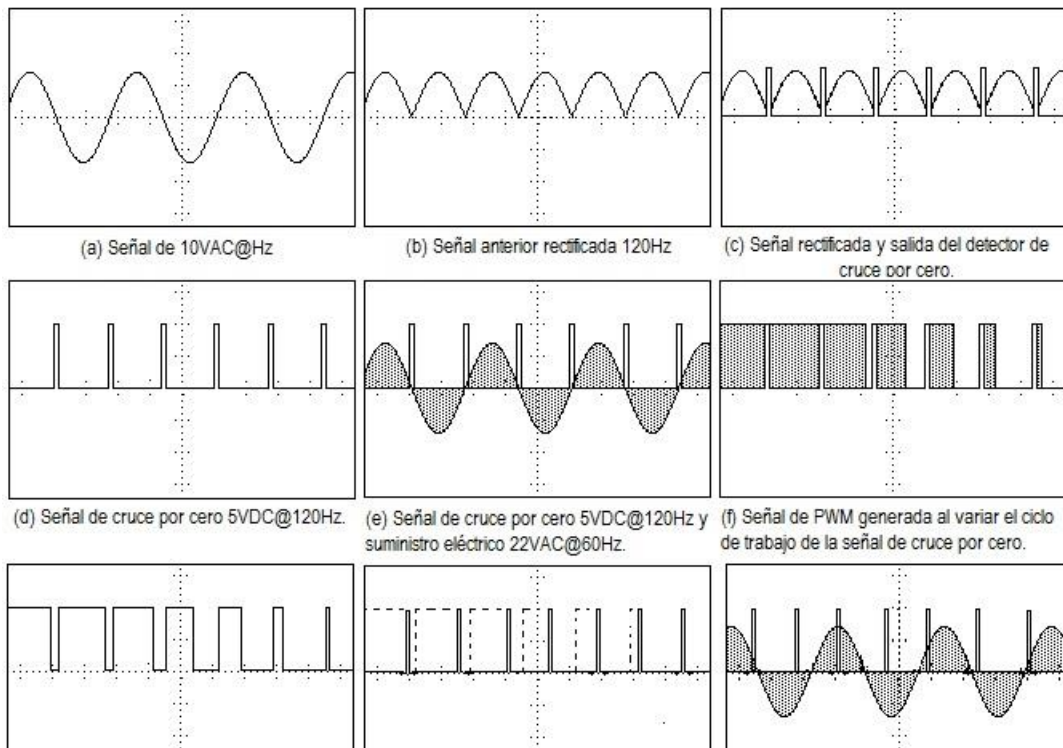 (a) Señal de 10VAC@Hz
(b) Señal anterior rectificada 120Hz
(c) Señal rectificada y salida del detector de
cruce por cero.
(d) Señal de cruce por cero 5VDC@120Hz.
(e) Señal de cruce por cero 5VDC@120Hz y
suministro eléctrico 22VAC@60Hz.
(f) Señal de PWM generada al variar el ciclo
de trabajo de la señal de cruce por cero.